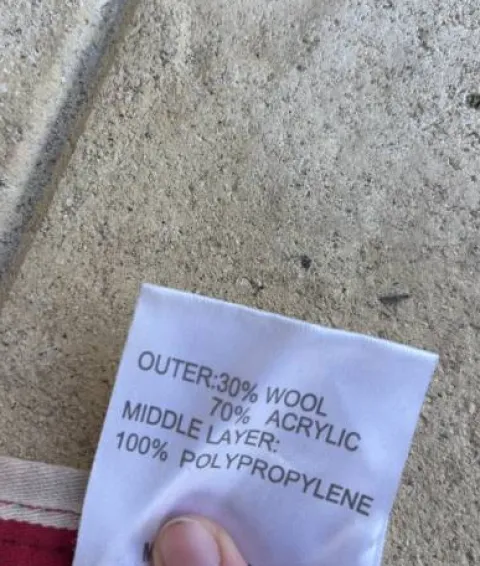 OUTER:30% WOOL
70% ACRYLIC
MIDDLE LAYER:
100% POLYPROPYLENE